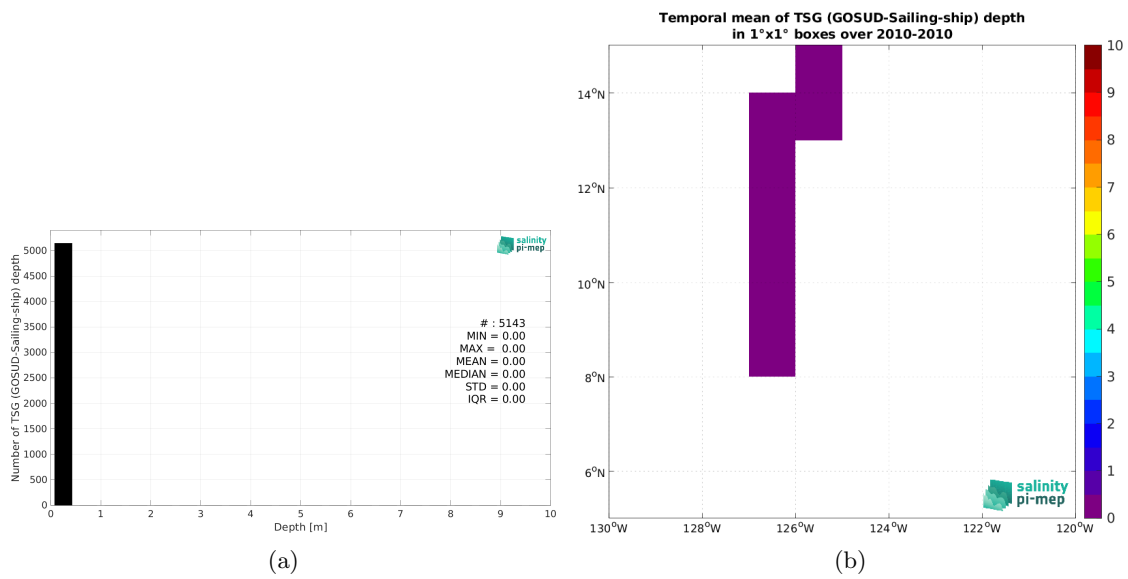 Number of TSG (GOSUD-Sailing-ship) depth
5000
4500
4000
3500
3000
2500
2000
1500
1000
500
0
salinity
pi-mep
# : 5143
MIN = 0.00
MAX =  0.00
MEAN = 0.00
MEDIAN = 0.00
STD = 0.00
IQR = 0.00
0 1 2 3 4 5 6 7 8 9 10
Depth [m]
(a)
Temporal mean of TSG (GOSUD-Sailing-ship) depth
in 1°x1° boxes over 2010-2010
14°N
12°N
10°N
8°N
6°N
130°W 128°W 126°W 124°W 122°W 120°W
salinity
pi-mep
10
9
8
7
6
5
4
3
2
1
0
(b)